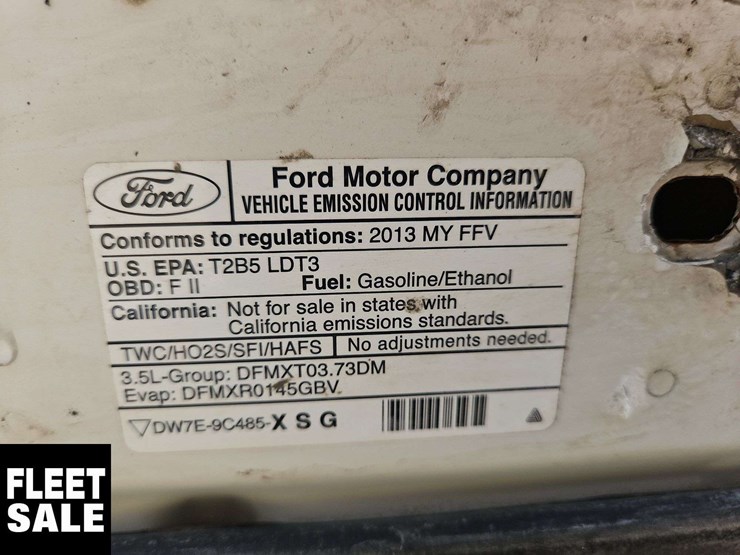 Ford
Ford Motor Company
VEHICLE EMISSION CONTROL INFORMATION
Conforms to regulations: 2013 MY FFV
U.S. EPA: T2B5 LDT3
OBD: F II
Fuel: Gasoline/Ethanol
California: Not for sale in states with
California emissions standards.
TWC/HO2S/SFI/HAFS
No adjustments needed.
3.5L-Group: DFMXT03.73DM
Evap: DFMXR0145GBV
DW7E-9C485-X S G
FLEET
SALE